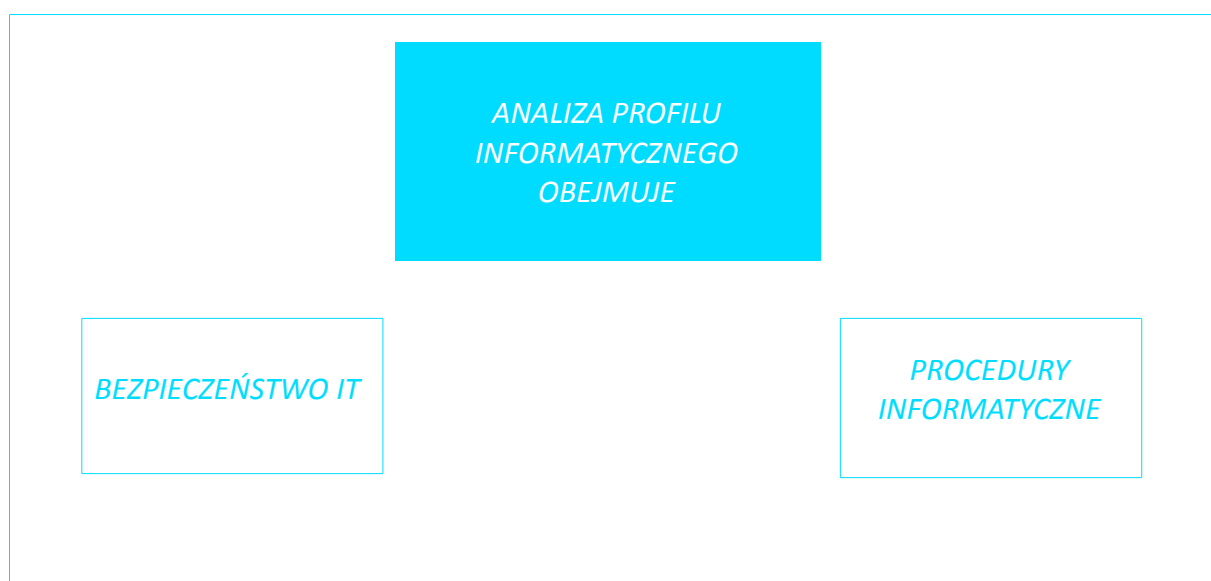 ANALIZA PROFILU
INFORMATYCZNEGO
OBEJMUJE
BEZPIECZEŃSTWO IT
PROCEDURY
INFORMATYCZNE